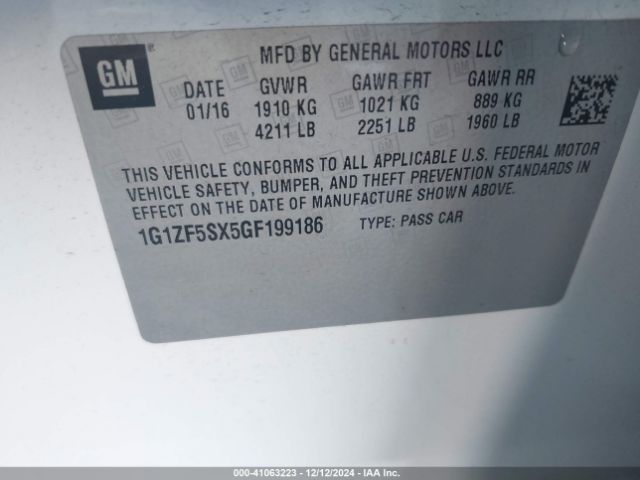 GM
MFD BY GENERAL MOTORS LLC
DATE GVWR GAWR FRT GAWR RR
01/16 1910 KG 1021 KG 889 KG
4211 LB 2251 LB 1960 LB
THIS VEHICLE CONFORMS TO ALL APPLICABLE U.S. FEDERAL MOTOR
VEHICLE SAFETY, BUMPER, AND THEFT PREVENTION STANDARDS IN
EFFECT ON THE DATE OF MANUFACTURE SHOWN ABOVE.
1G1ZF5SX5GF199186 TYPE: PASS CAR
000-41063223 - 12/12/2024 - IAA Inc.